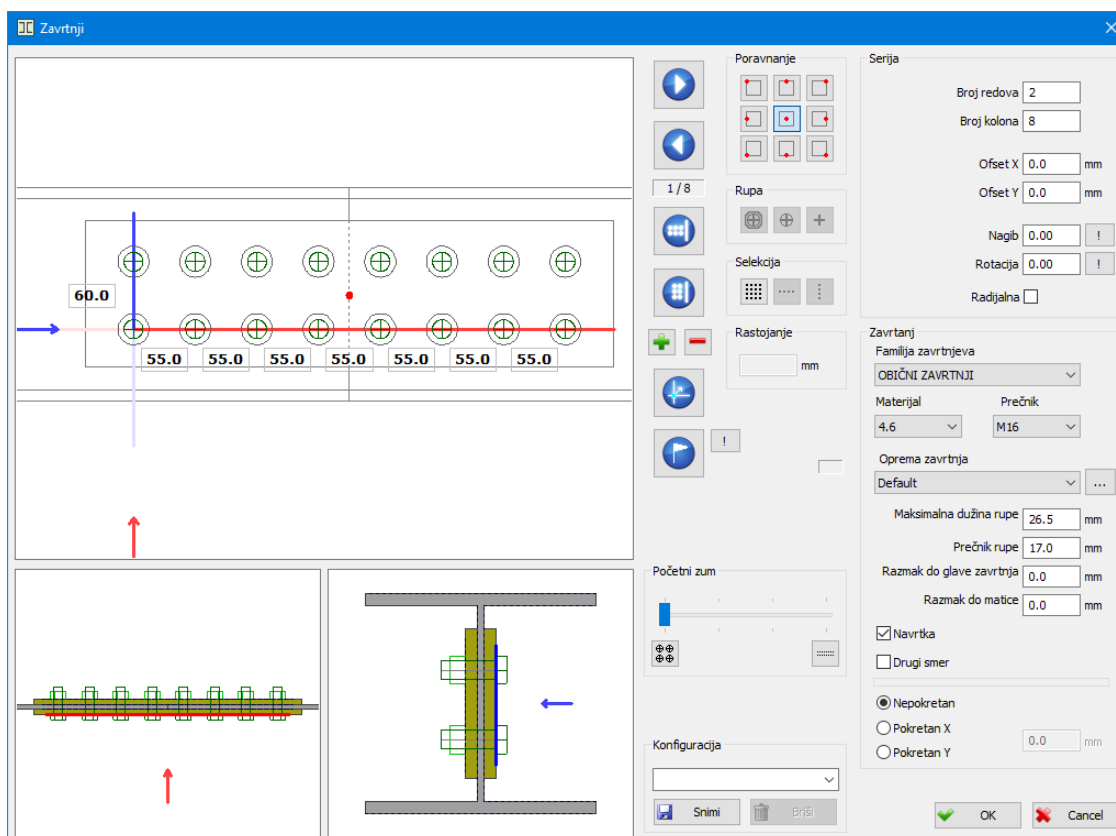 Zavrtnji
60.0
55.0 55.0 55.0 55.0 55.0 55.0 55.0
1 / 8
!
Poravnanje
Rupa
Selekcija
Rastojanje
mm
Početni zum
Konfiguracija
Snimi Briši
Serija
Broj redova 2
Broj kolona 8
Ofset X 0.0 mm
Ofset Y 0.0 mm
Nagib 0.00 !
Rotacija 0.00 !
Radijalna
Zavrtanj
Familija zavrtnjeva
OBIČNI ZAVRTNJI
Materijal Prečnik
4.6 M16
Oprema zavrtnja
Default ...
Maksimalna dužina rupe 26.5 mm
Prečnik rupe 17.0 mm
Razmak do glave zavrtnja 0.0 mm
Razmak do matice 0.0 mm
Navrtka
Drugi smer
Nepokretan
Pokretan X
0.0 mm
Pokretan Y
OK Cancel